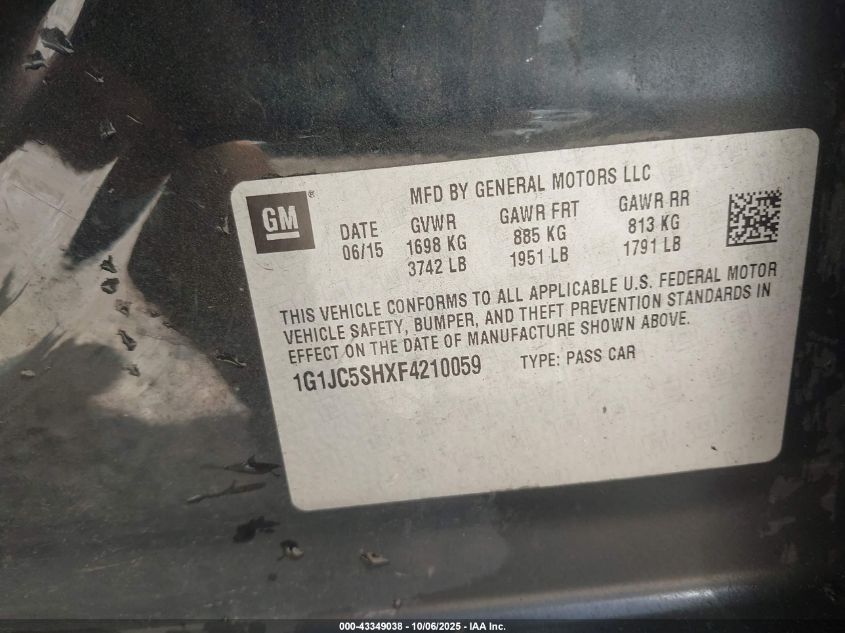 GM
®
MFD BY GENERAL MOTORS LLC
DATE GVWR GAWR FRT GAWR RR
06/15 1698 KG 885 KG 813 KG
3742 LB 1951 LB 1791 LB
THIS VEHICLE CONFORMS TO ALL APPLICABLE U.S. FEDERAL MOTOR
VEHICLE SAFETY, BUMPER, AND THEFT PREVENTION STANDARDS IN
EFFECT ON THE DATE OF MANUFACTURE SHOWN ABOVE.
1G1JC5SHXF4210059 TYPE: PASS CAR
000-43349038 - 10/06/2025 - IAA Inc.